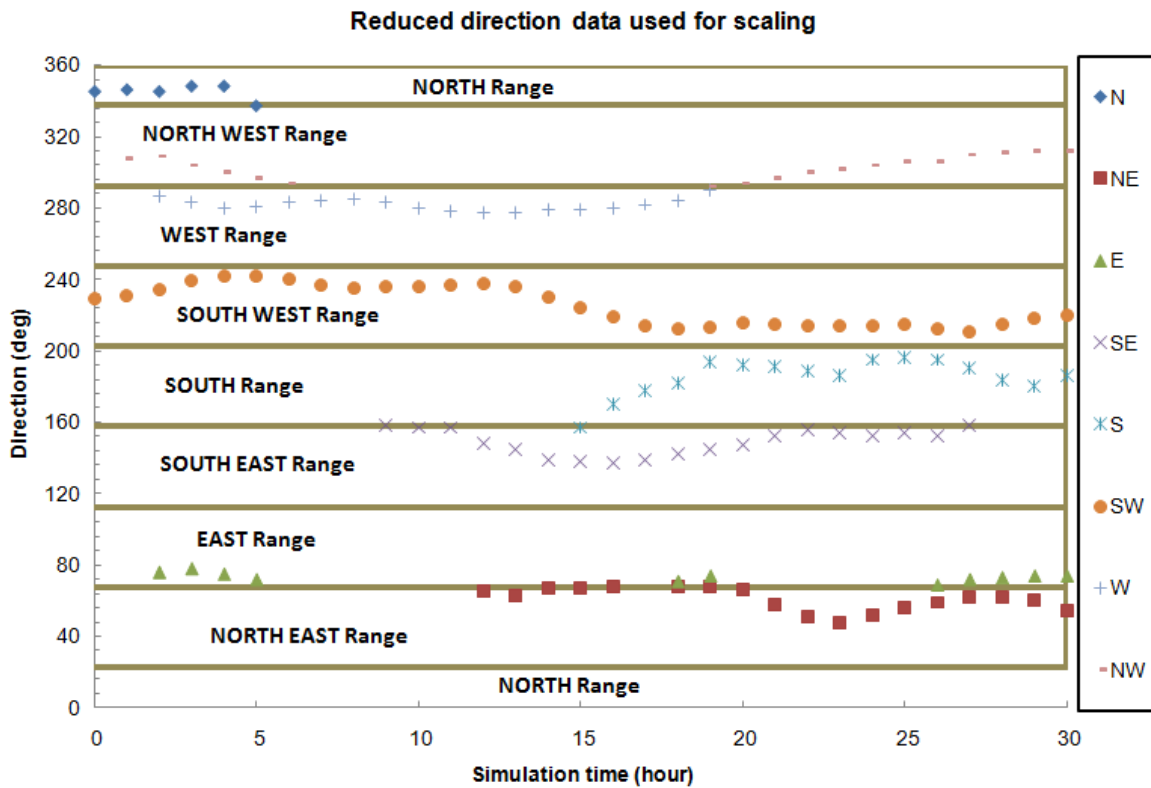 Reduced direction data used for scaling
360
320
280
240
200
160
120
80
40
0
Direction (deg)
NORTH Range
NORTH WEST Range
WEST Range
SOUTH WEST Range
SOUTH Range
SOUTH EAST Range
EAST Range
NORTH EAST Range
NORTH Range
0 5 10 15 20 25 30
Simulation time (hour)
N
NE
E
SE
S
SW
W
NW